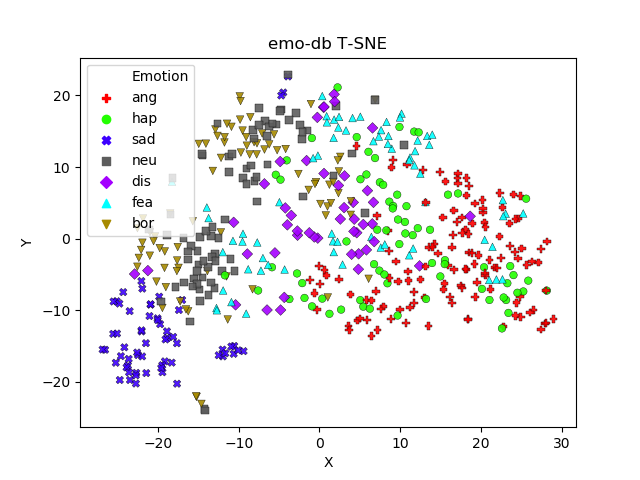 emo-db T-SNE
Emotion
ang
hap
sad
neu
dis
fea
bor
20
10
0
−10
−20
Y
−20 −10 0 10 20 30
X